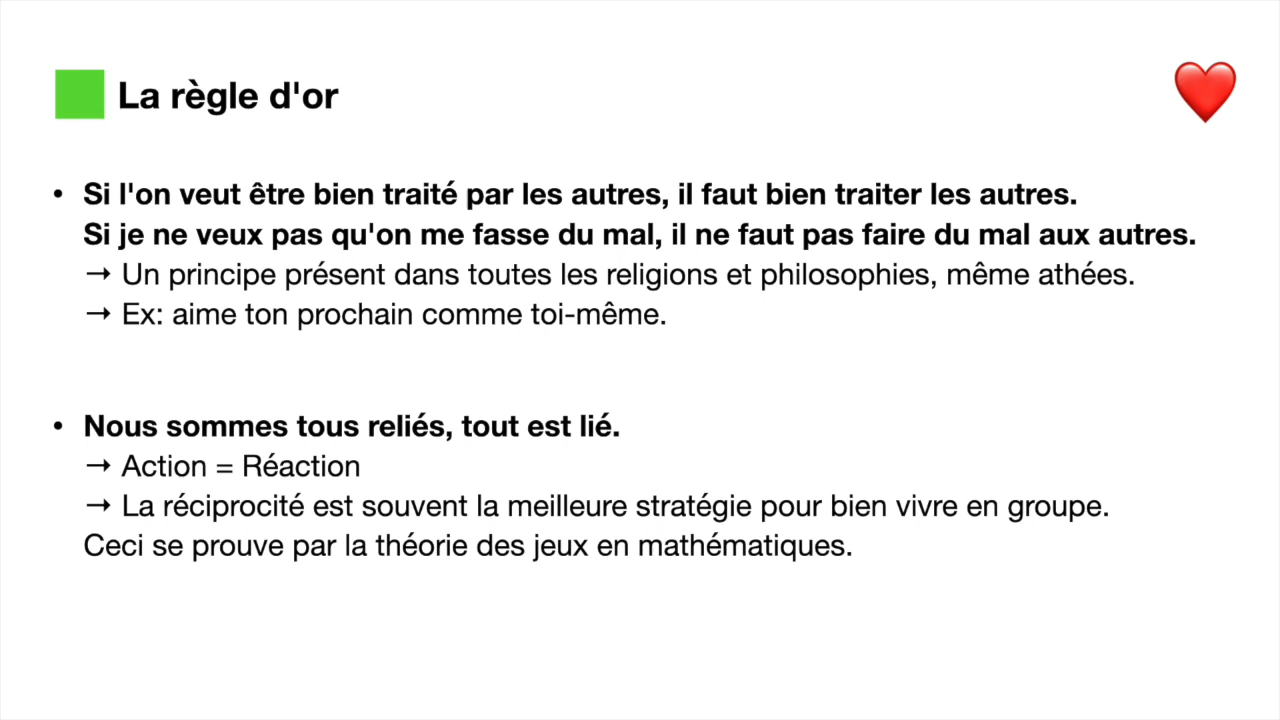 La règle d'or
• Si l'on veut être bien traité par les autres, il faut bien traiter les autres.
Si je ne veux pas qu'on me fasse du mal, il ne faut pas faire du mal aux autres.
→ Un principe présent dans toutes les religions et philosophies, même athées.
→ Ex: aime ton prochain comme toi-même.
• Nous sommes tous reliés, tout est lié.
→ Action = Réaction
→ La réciprocité est souvent la meilleure stratégie pour bien vivre en groupe.
Ceci se prouve par la théorie des jeux en mathématiques.